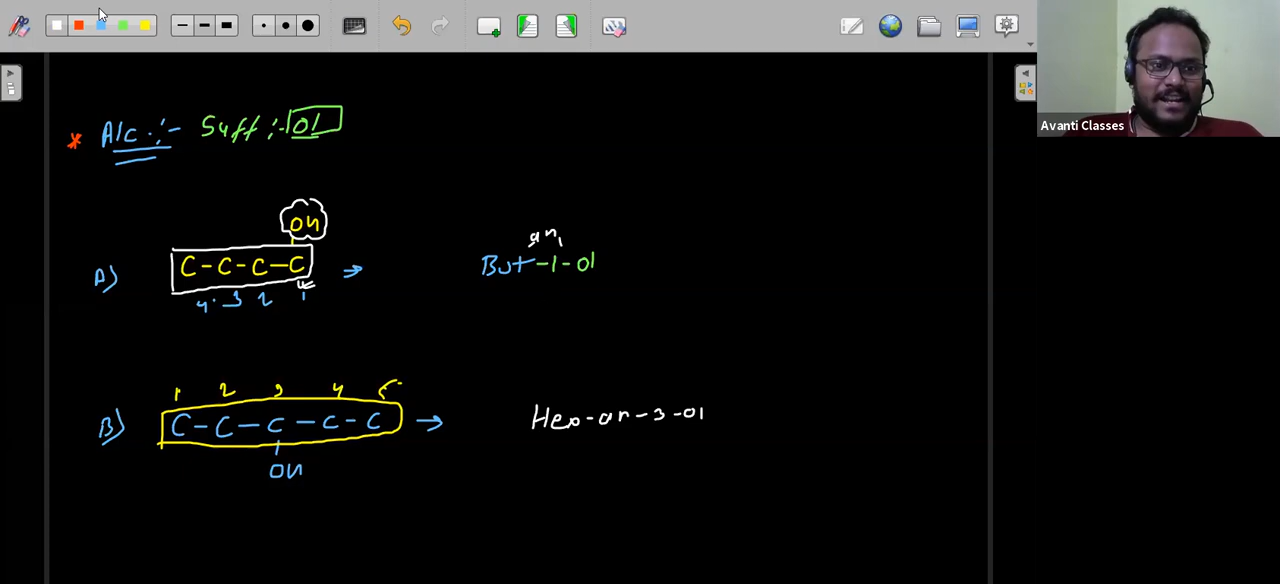 * Alc :- Suff :- ol
OH
an
A) C - C - C - C ⇒ But - 1 - ol
4 3 2 1
1 2 3 4 5
B) C - C - C - C - C → Hex - an - 3 - ol
OH
Avanti Classes